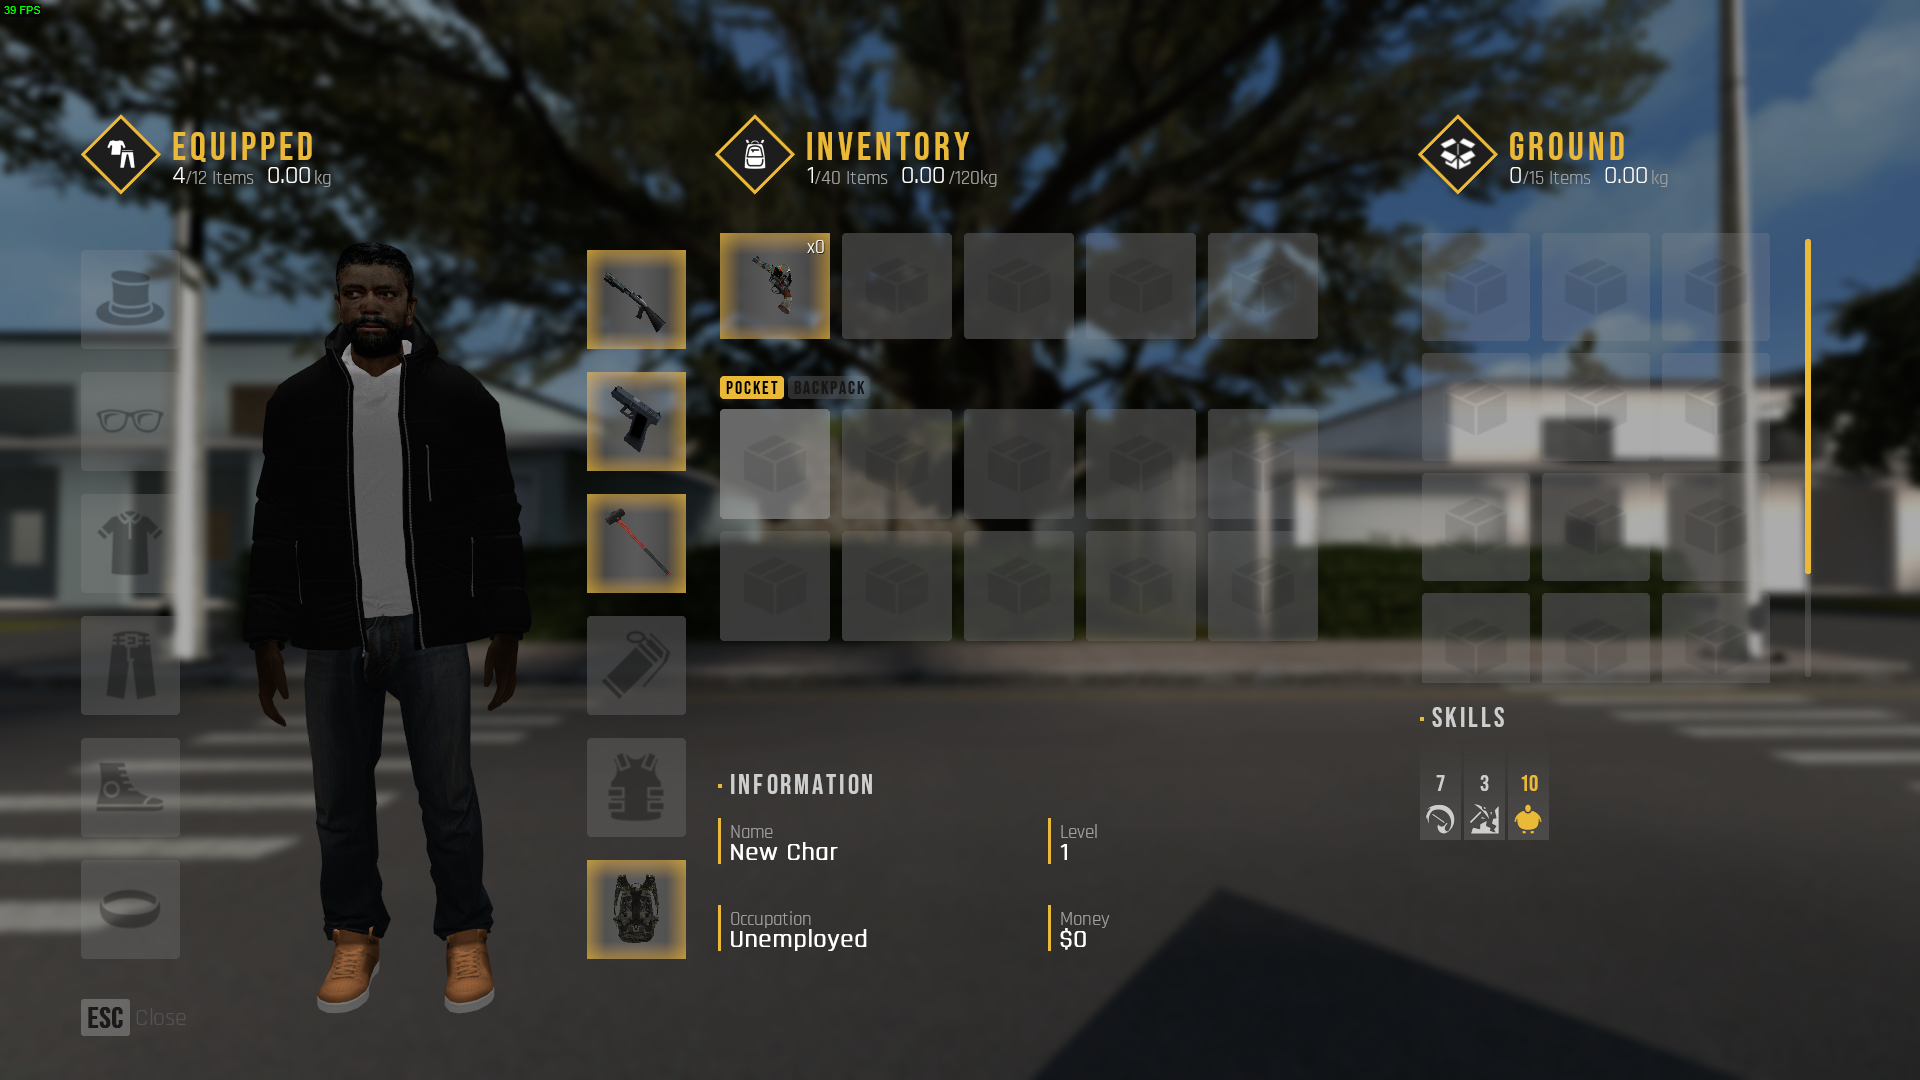 39 FPS
EQUIPPED
4/12 Items 0.00 kg
INVENTORY
1/40 Items 0.00 /120kg
GROUND
0/15 Items 0.00 kg
x0
POCKET BACKPACK
SKILLS
7 3 10
INFORMATION
Name
New Char
Level
1
Occupation
Unemployed
Money
$0
ESC Close